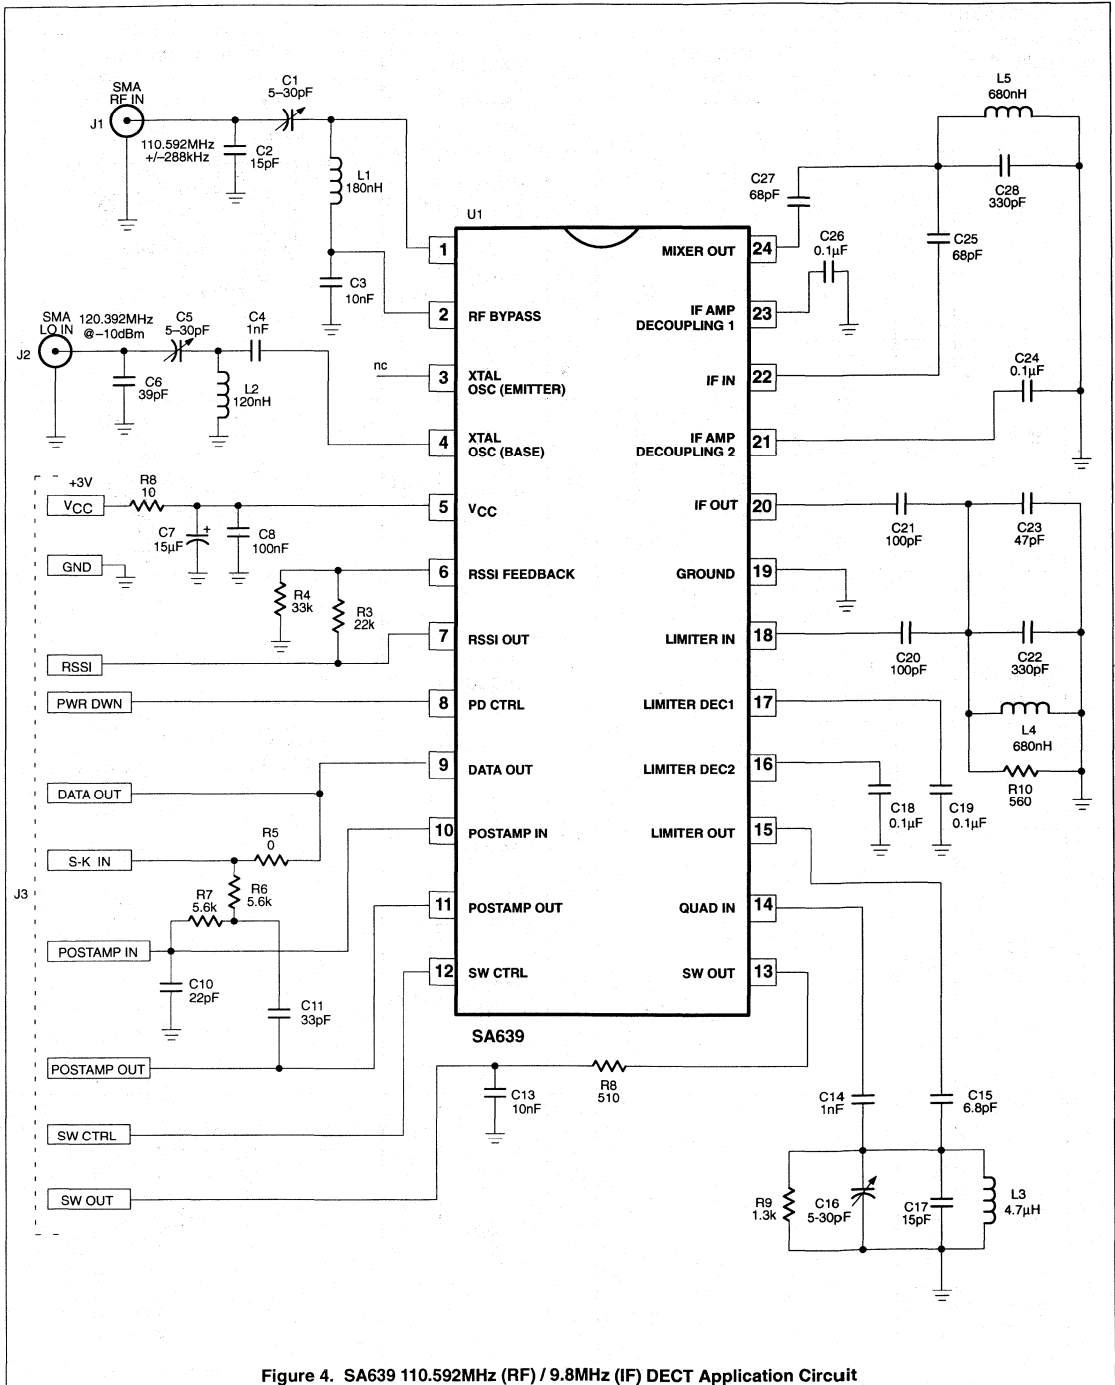 SMA
RF IN
J1
110.592MHz
+/–288kHz
C1
5–30pF
C2
15pF
L1
180nH
C3
10nF
U1
L5
680nH
C28
330pF
C27
68pF
C25
68pF
C26
0.1μF
SMA
LO IN
J2
120.392MHz
@–10dBm
C5
5–30pF
C4
1nF
C6
39pF
L2
120nH
nc
C24
0.1μF
1
2 RF BYPASS
3 XTAL
OSC (EMITTER)
4 XTAL
OSC (BASE)
5 VCC
6 RSSI FEEDBACK
7 RSSI OUT
8 PD CTRL
9 DATA OUT
10 POSTAMP IN
11 POSTAMP OUT
12 SW CTRL
MIXER OUT 24
IF AMP
DECOUPLING 1 23
IF IN 22
IF AMP
DECOUPLING 2 21
IF OUT 20
GROUND 19
LIMITER IN 18
LIMITER DEC1 17
LIMITER DEC2 16
LIMITER OUT 15
QUAD IN 14
SW OUT 13
SA639
+3V
VCC
R8
10
C7
15μF
+
C8
100nF
GND
R4
33k
R3
22k
RSSI
PWR DWN
DATA OUT
S-K IN
R5
0
R6
5.6k
R7
5.6k
J3
POSTAMP IN
C10
22pF
C11
33pF
POSTAMP OUT
SW CTRL
SW OUT
C13
10nF
R8
510
C21
100pF
C23
47pF
C20
100pF
C22
330pF
L4
680nH
R10
560
C18
0.1μF
C19
0.1μF
C14
1nF
C15
6.8pF
R9
1.3k
C16
5-30pF
C17
15pF
L3
4.7μH
Figure 4. SA639 110.592MHz (RF) / 9.8MHz (IF) DECT Application Circuit